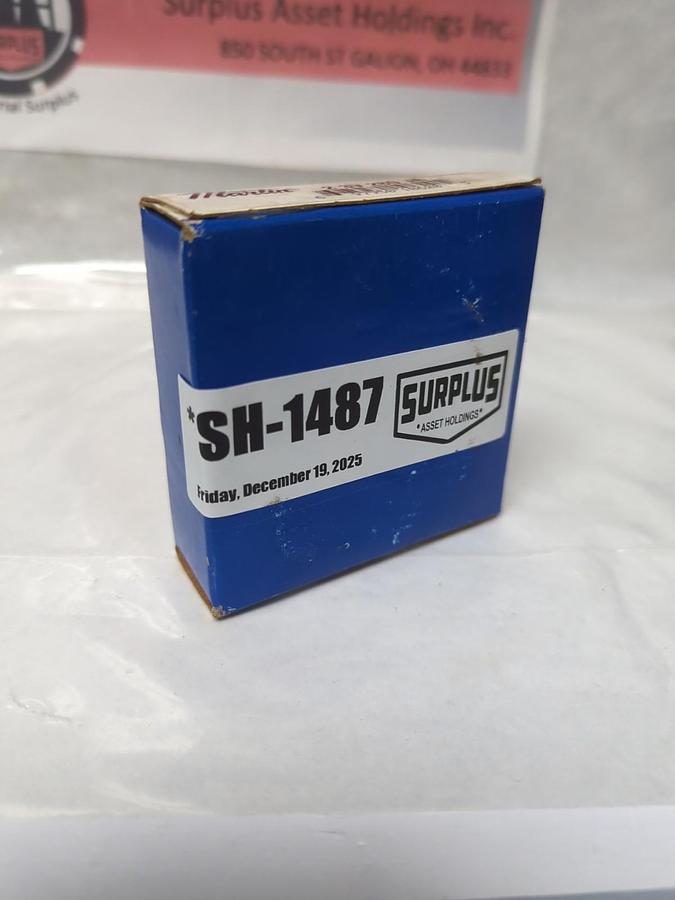 Surplus Asset Holdings Inc.
850 SOUTH ST GALION, OH 44833
Surplus
Martin
*SH-1487
SURPLUS
*ASSET HOLDINGS*
Friday, December 19, 2025